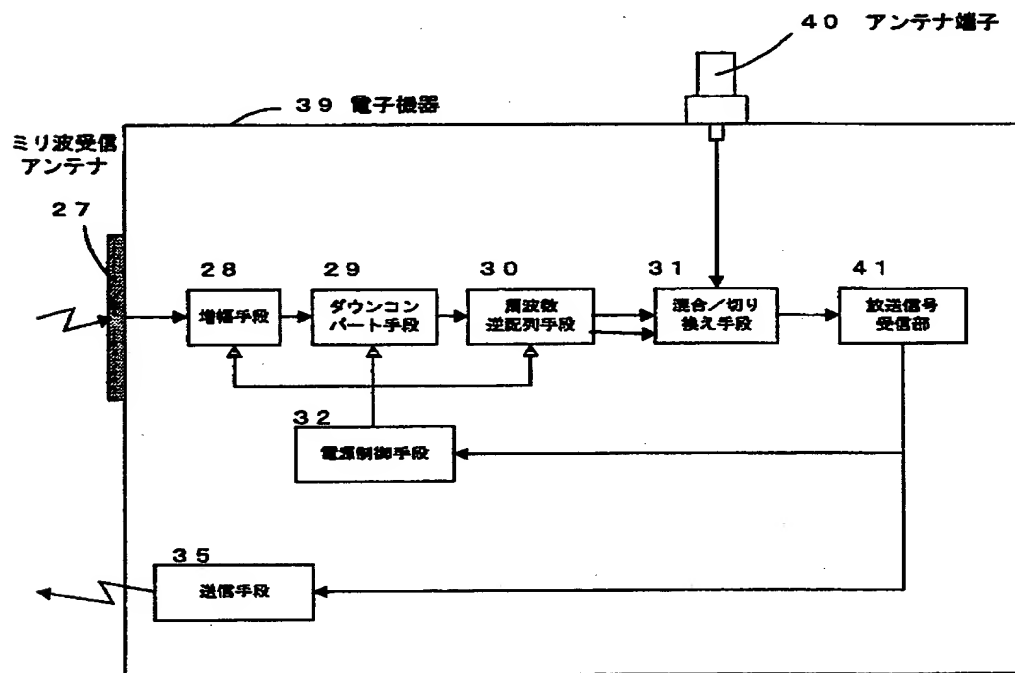 40 アンテナ端子
39 電子機器
ミリ波受信
アンテナ
27
28
29
30
31
41
増幅手段
ダウンコン
バート手段
周波数
逆配列手段
混合/切り
換え手段
放送信号
受信部
32
電源制御手段
35
送信手段